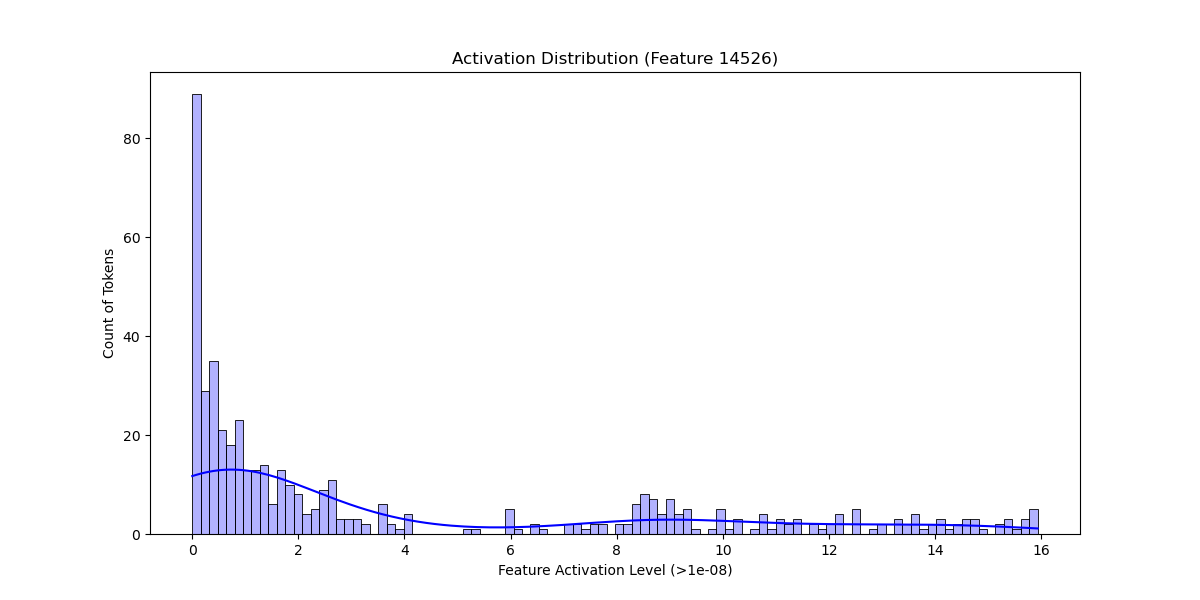 Activation Distribution (Feature 14526)
Count of Tokens
80
60
40
20
0
0 2 4 6 8 10 12 14 16
Feature Activation Level (>1e-08)